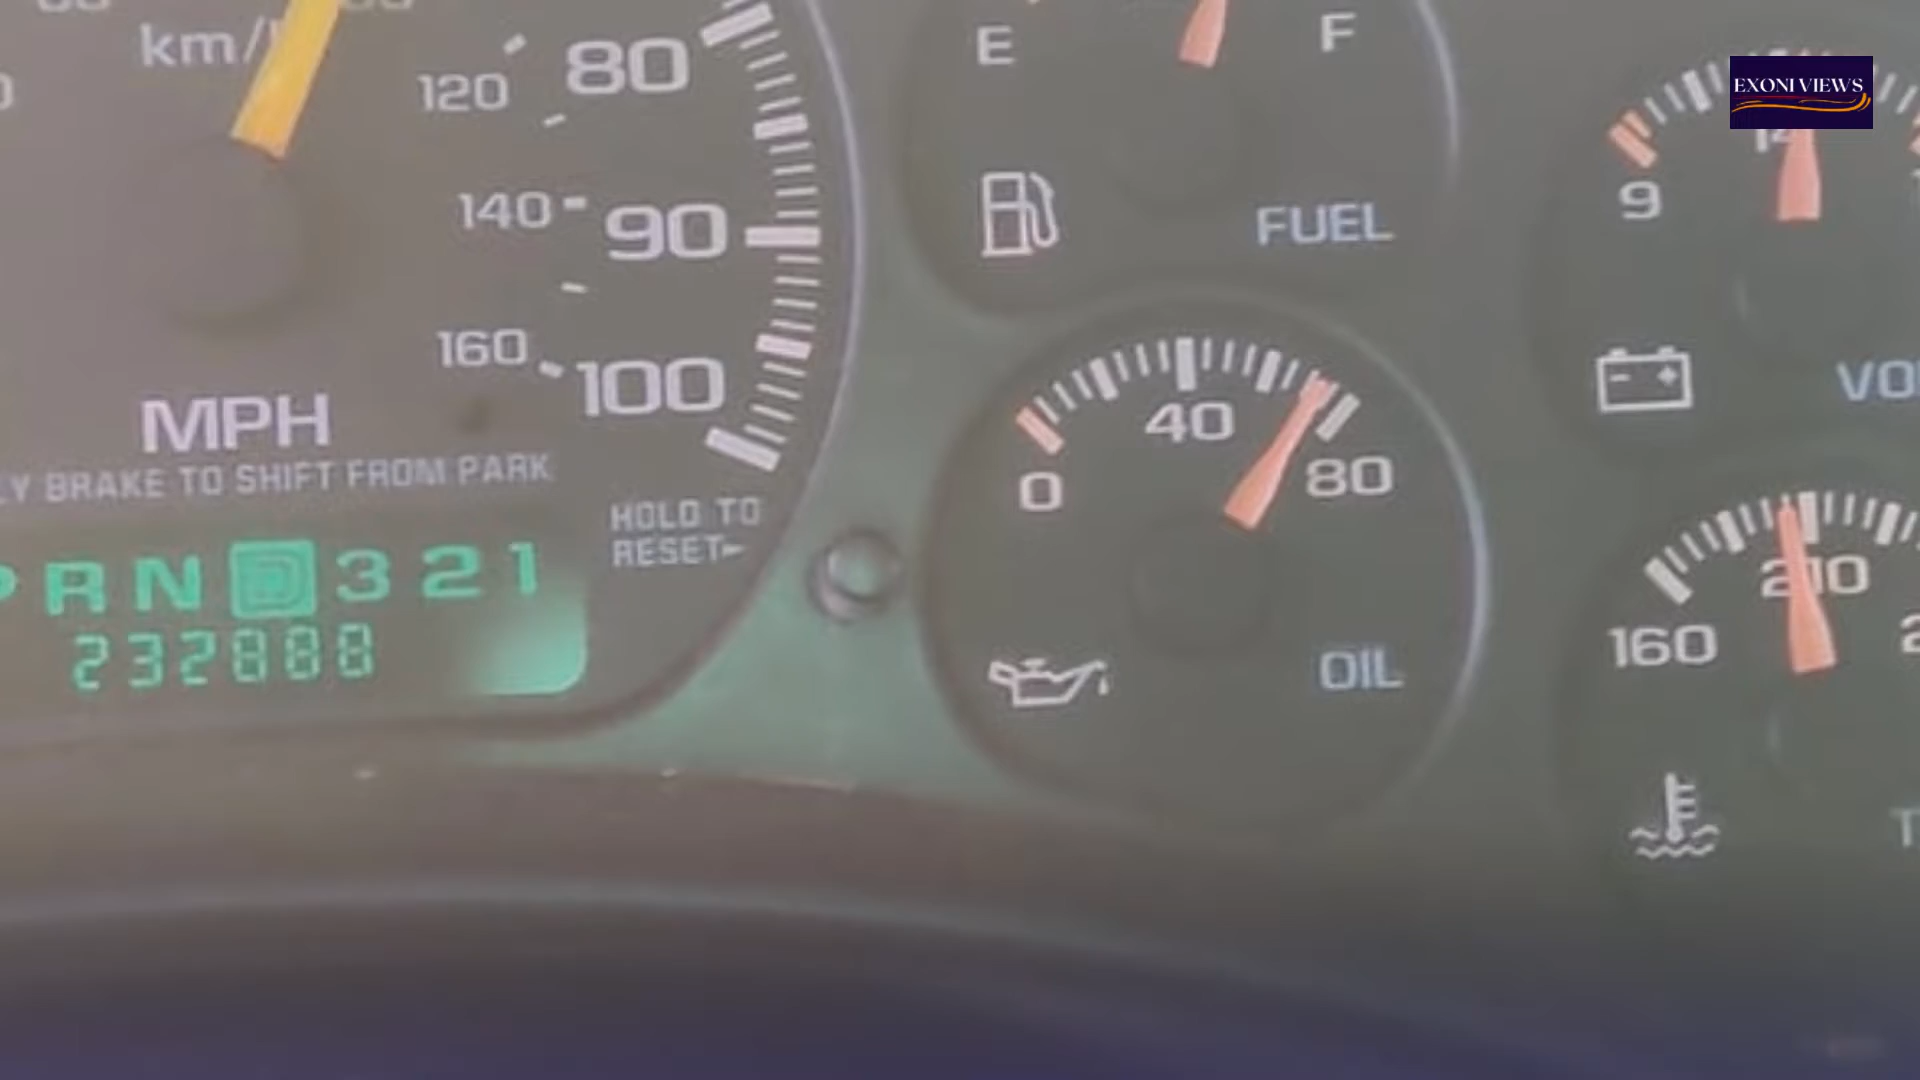 km/
120
80
140
90
160
100
MPH
BRAKE TO SHIFT FROM PARK
HOLD TO
RESET
R N D 3 2 1
232888
E
F
FUEL
0
40
80
OIL
EXONI VIEWS
9
160
210